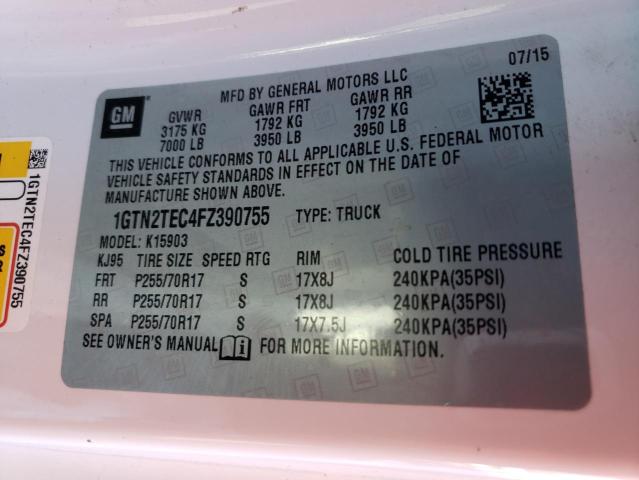 07/15
MFD BY GENERAL MOTORS LLC
GM
GVWR GAWR FRT GAWR RR
3175 KG 1792 KG 1792 KG
7000 LB 3950 LB 3950 LB
THIS VEHICLE CONFORMS TO ALL APPLICABLE U.S. FEDERAL MOTOR
VEHICLE SAFETY STANDARDS IN EFFECT ON THE DATE OF
MANUFACTURE SHOWN ABOVE.
1GTN2TEC4FZ390755 TYPE: TRUCK
MODEL: K15903
KJ95 TIRE SIZE SPEED RTG RIM COLD TIRE PRESSURE
FRT P255/70R17 S 17X8J 240KPA(35PSI)
RR P255/70R17 S 17X8J 240KPA(35PSI)
SPA P255/70R17 S 17X7.5J 240KPA(35PSI)
SEE OWNER'S MANUAL FOR MORE INFORMATION.
1GTN2TEC4FZ390755